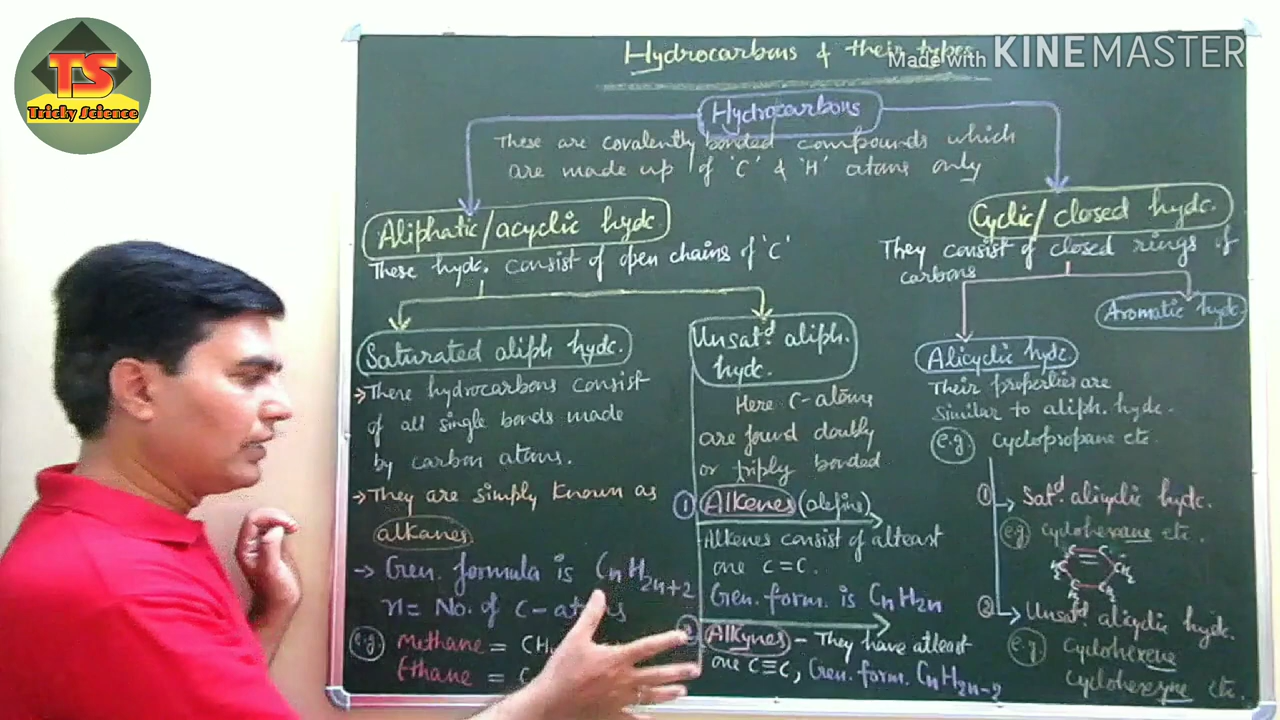 TS
Tricky Science
Made with KINEMASTER
Hydrocarbons & their types
Hydrocarbons
These are covalently bonded compounds which
are made up of 'C' & 'H' atoms only
Aliphatic/acyclic hydc.
These hydc. consist of open chains of 'C'
Saturated aliph hydc.
→ These hydrocarbons consist
of all single bonds made
by carbon atoms.
→ They are simply known as
alkanes
→ Gen. formula is CnH2n+2
n = No. of C-atoms
e.g. Methane = CH
Ethane = C
Unsatd. aliph.
hydc.
Here C-atoms
are found doubly
or triply bonded
1 Alkenes (olefins)
Alkenes consist of atleast
one C=C.
Gen. form. is CnH2n
2 Alkynes - They have atleast
one C≡C, Gen. form. CnH2n-2
Cyclic/closed hydc.
They consist of closed rings of
carbons
Aromatic hydc.
Alicyclic hydc.
Their properties are
similar to aliph. hydc.
e.g. cyclopropane etc.
1 → Satd. alicyclic hydc.
e.g. cyclohexane etc.
2 → Unsatd alicyclic hydc.
e.g. cyclohexene
cyclohexyne etc.